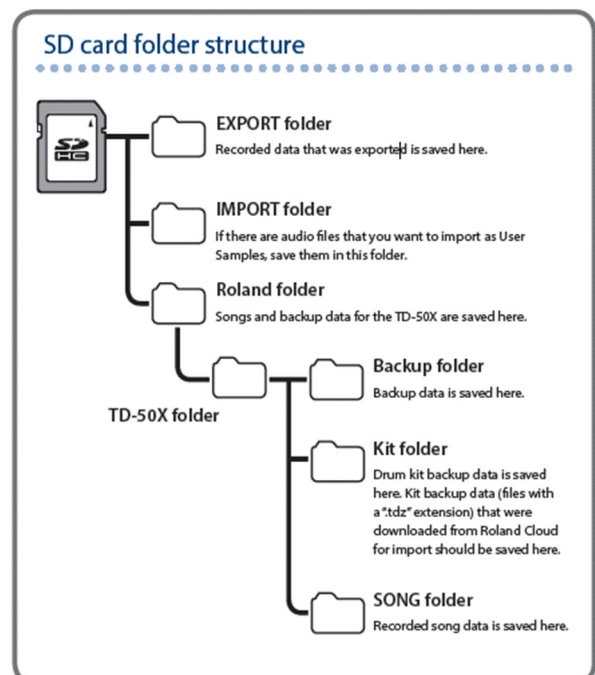 SD card folder structure
SD
HC
EXPORT folder
Recorded data that was exported is saved here.
IMPORT folder
If there are audio files that you want to import as User
Samples, save them in this folder.
Roland folder
Songs and backup data for the TD-50X are saved here.
TD-50X folder
Backup folder
Backup data is saved here.
Kit folder
Drum kit backup data is saved
here. Kit backup data (files with
a “.tdz” extension) that were
downloaded from Roland Cloud
for import should be saved here.
SONG folder
Recorded song data is saved here.